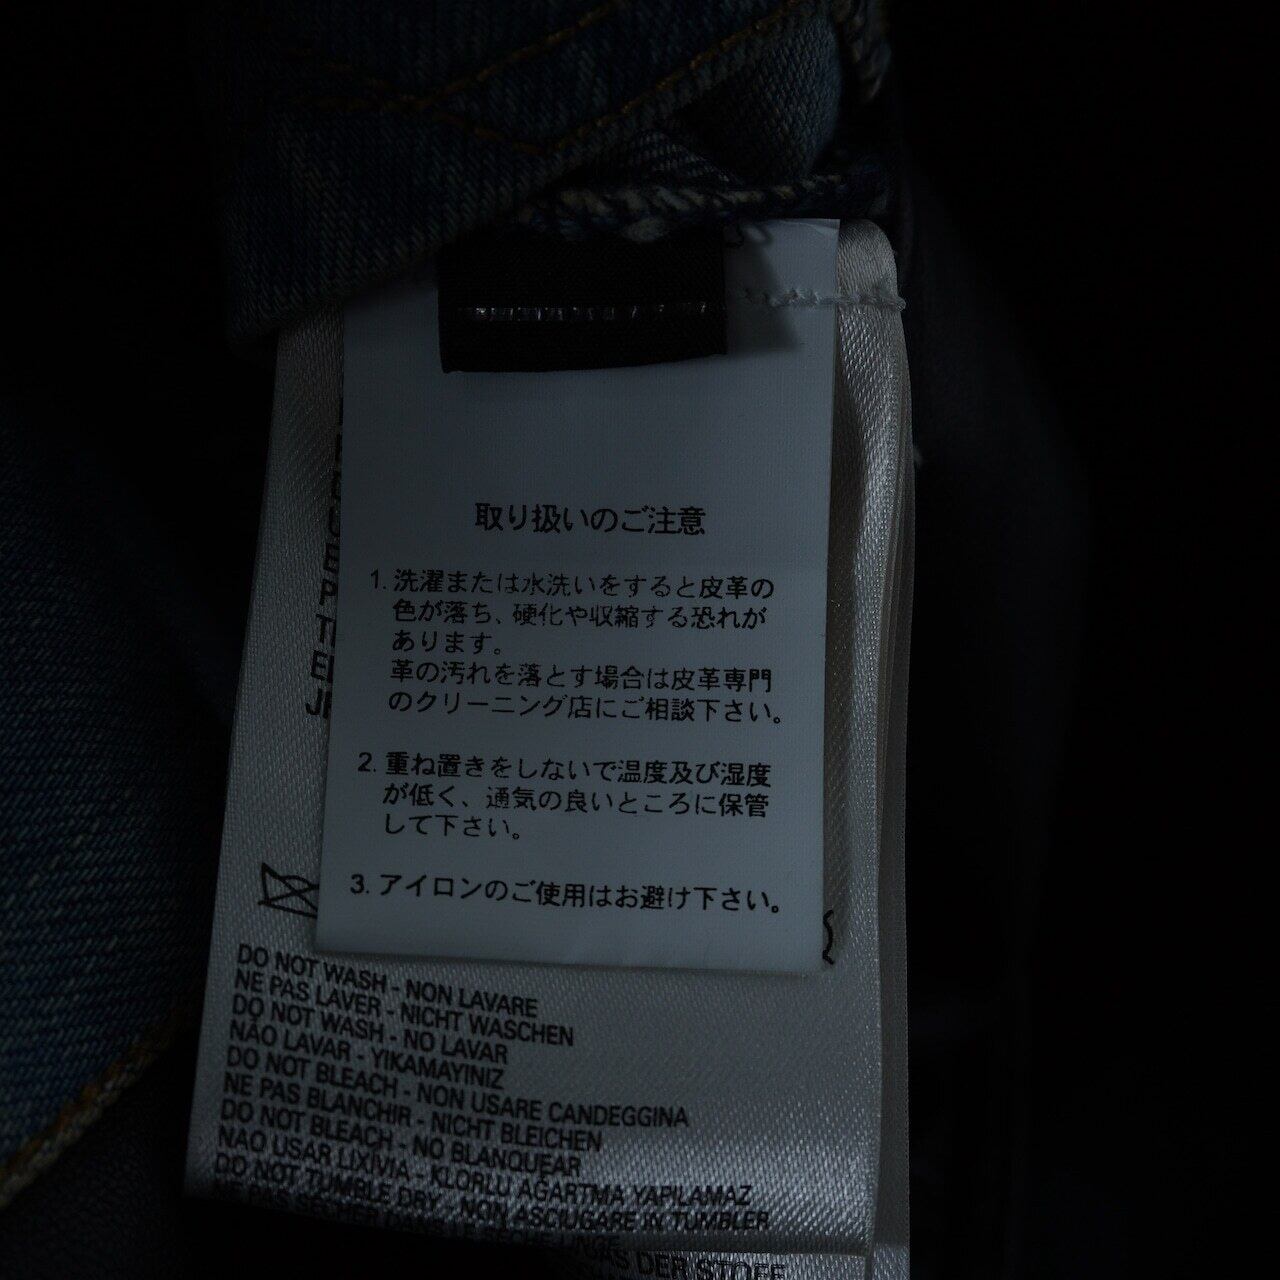 取り扱いのご注意
1. 洗濯または水洗いをすると皮革の
色が落ち、硬化や収縮する恐れが
あります。
革の汚れを落とす場合は皮革専門
のクリーニング店にご相談下さい。
2. 重ね置きをしないで温度及び湿度
が低く、通気の良いところに保管
して下さい。
3. アイロンのご使用はお避け下さい。
DO NOT WASH - NON LAVARE
NE PAS LAVER - NICHT WASCHEN
DO NOT WASH - NO LAVAR
NÃO LAVAR - YIKAMAYINIZ
DO NOT BLEACH - NON USARE CANDEGGINA
NE PAS BLANCHIR - NICHT BLEICHEN
DO NOT BLEACH - NO BLANQUEAR
NAO USAR LIXÍVIA - KLORLU AĞARTMA YAPILAMAZ
DO NOT TUMBLE DRY - NON ASCIUGARE IN TUMBLER
DER STOFF